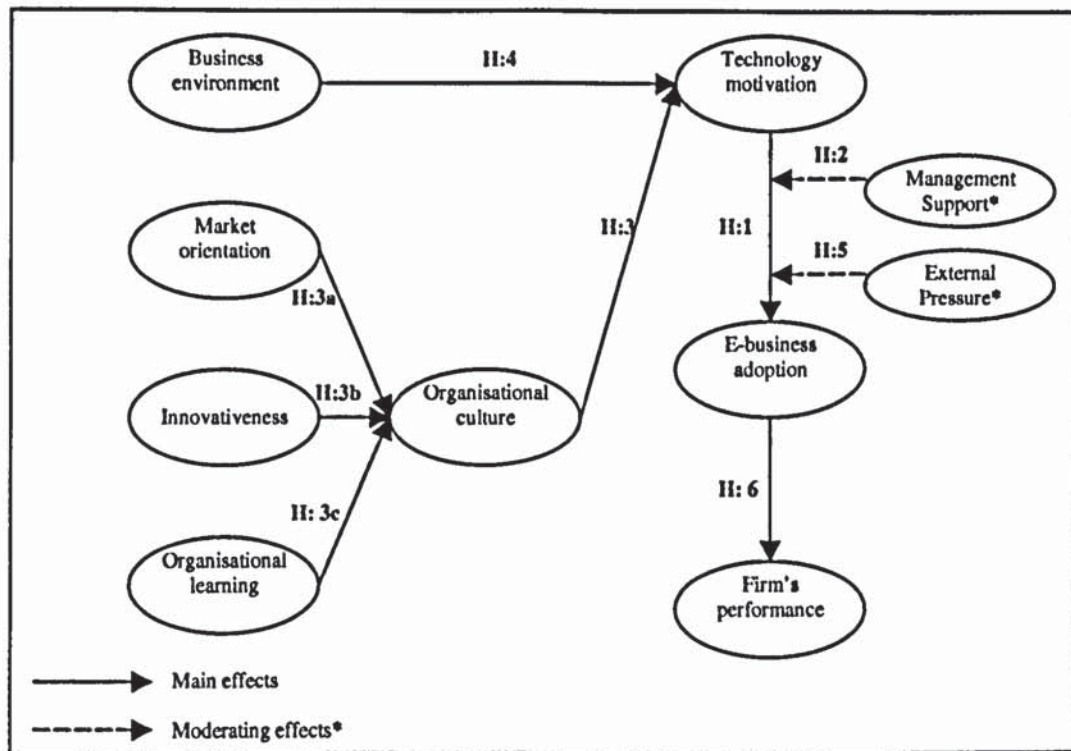 Business
environment
H:4
Technology
motivation
H:2
Management
Support*
Market
orientation
H:3
H:1
H:5
External
Pressure*
H:3a
E-business
adoption
Innovativeness
H:3b
Organisational
culture
H: 6
H: 3c
Organisational
learning
Firm's
performance
Main effects
Moderating effects*